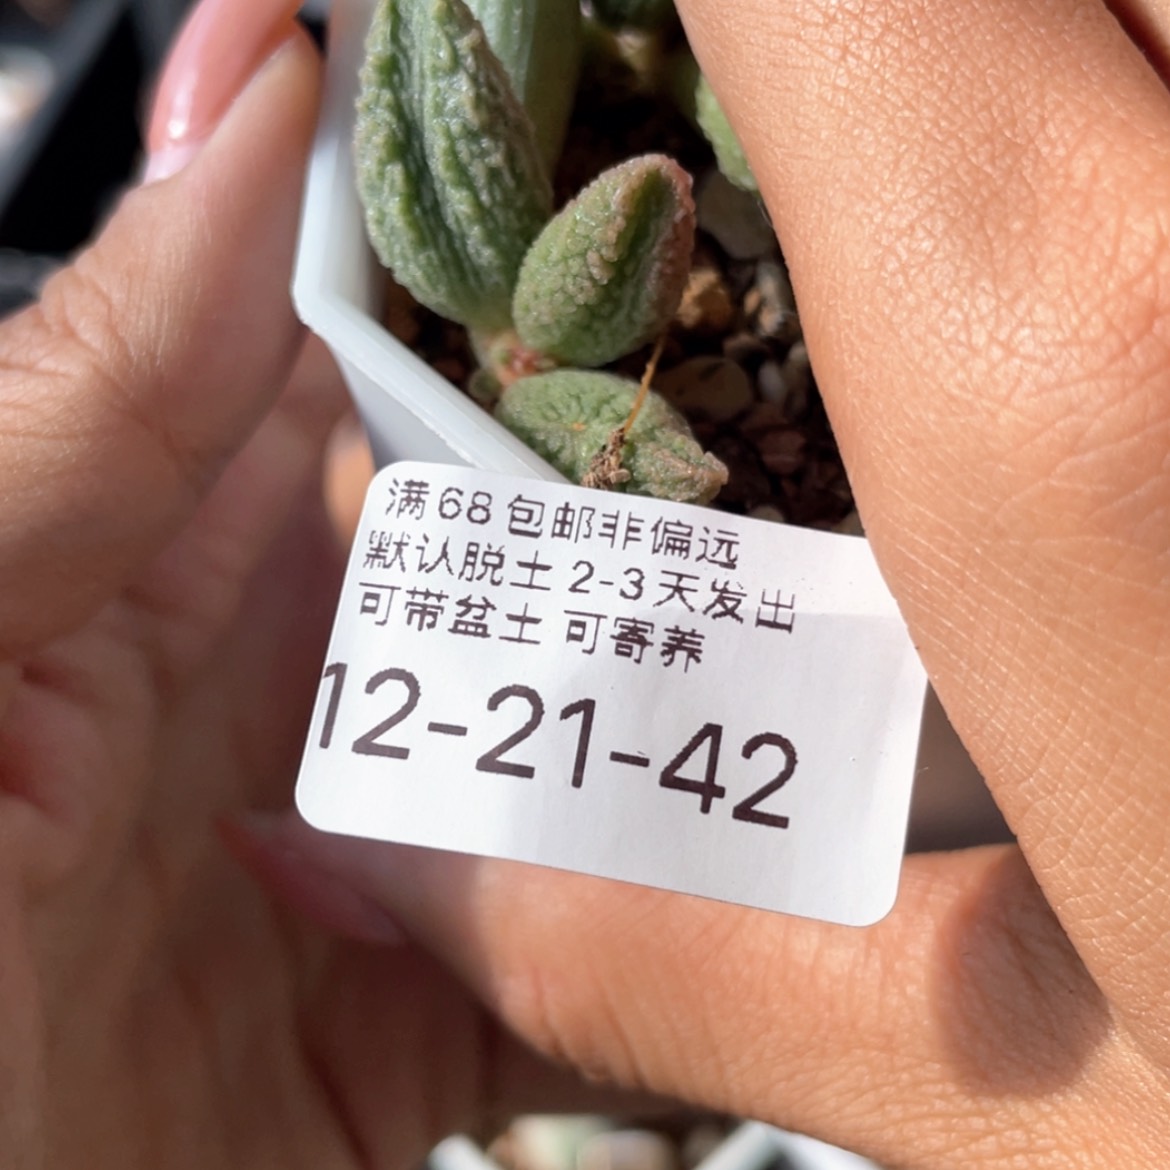 满68包邮非偏远
默认脱土2-3天发出
可带盆土 可寄养
12-21-42